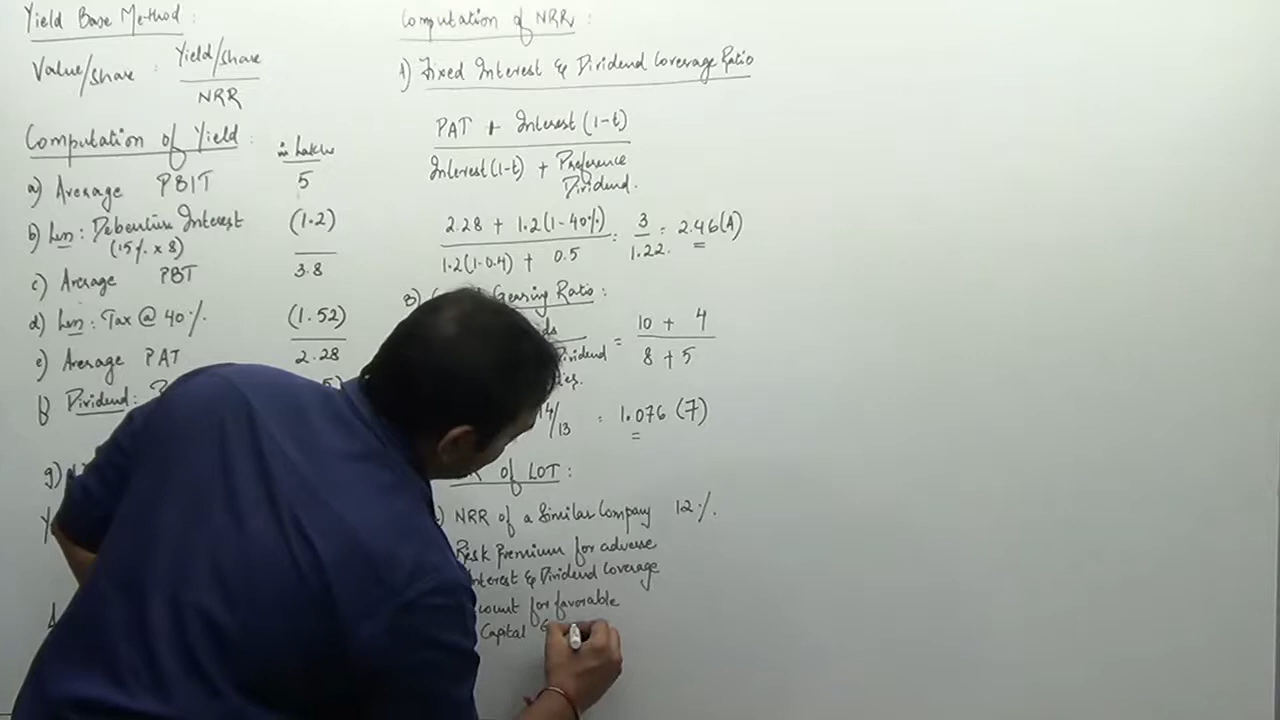 Yield Base Method:
Value/share : Yield/share
NRR
Computation of Yield:
in Lakhs
a) Average PBIT 5
b) Less: Debenture Interest (1.2)
(15% x 8)
c) Average PBT 3.8
d) Less: Tax @ 40%. (1.52)
e) Average PAT 2.28
f) Dividend:
g)
Computation of NRR:
1) Fixed Interest & Dividend Coverage Ratio
PAT + Interest (1-t)
Interest (1-t) + Preference
Dividend.
2.28 + 1.2(1-40%) : 3 : 2.46(A)
1.2(1-0.4) + 0.5 1.22.
B) Gearing Ratio:
= 10 + 4
Dividend 8 + 5
14/13 = 1.076 (7)
of LOT:
NRR of a Similar Company 12%.
Risk Premium for adverse
Interest & Dividend Coverage
for favorable
Capital